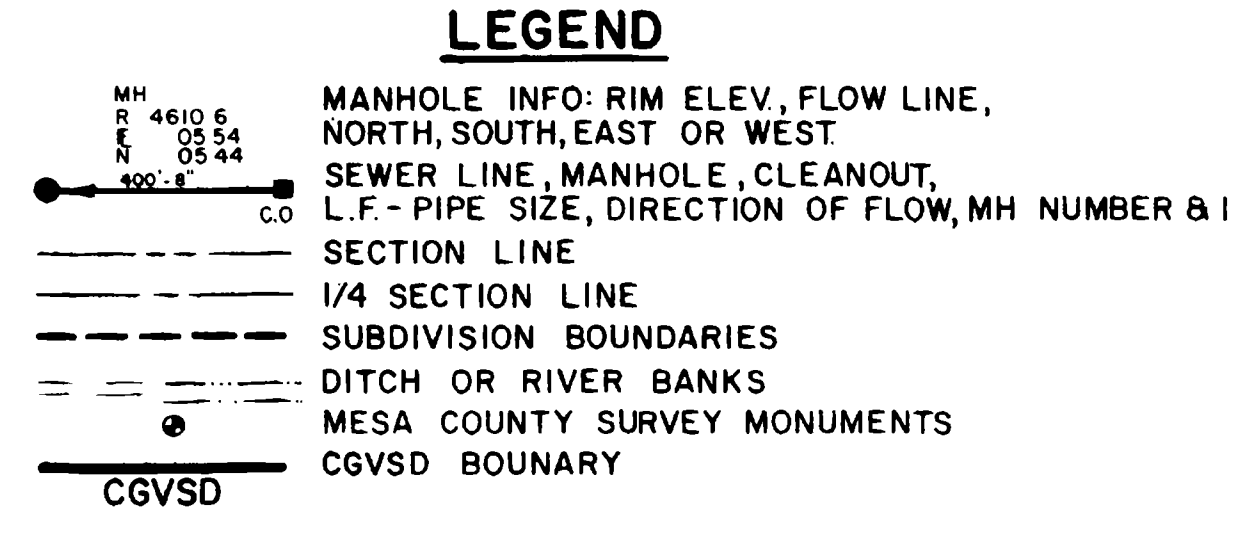 LEGEND
MH
R 4610 6
E 05 54
N 05 44
400'-8"
C.O
MANHOLE INFO: RIM ELEV., FLOW LINE,
NORTH, SOUTH, EAST OR WEST.
SEWER LINE, MANHOLE, CLEANOUT,
L.F.- PIPE SIZE, DIRECTION OF FLOW, MH NUMBER & I
SECTION LINE
1/4 SECTION LINE
SUBDIVISION BOUNDARIES
DITCH OR RIVER BANKS
MESA COUNTY SURVEY MONUMENTS
CGVSD BOUNARY
CGVSD